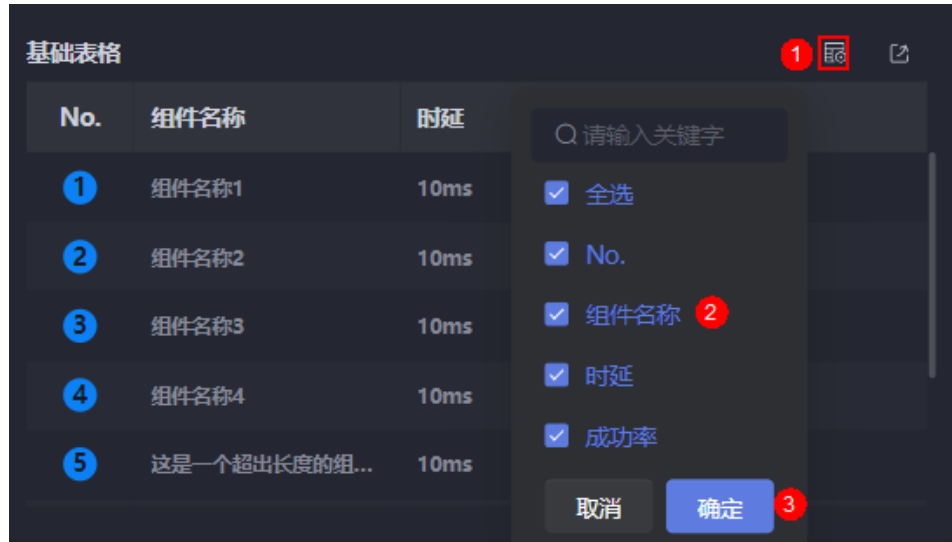 基础表格 1
No. 组件名称 时延
请输入关键字
1 组件名称1 10ms
全选
2 组件名称2 10ms
No.
3 组件名称3 10ms
组件名称 2
4 组件名称4 10ms
时延
成功率
5 这是一个超出长度的组... 10ms
取消 确定 3